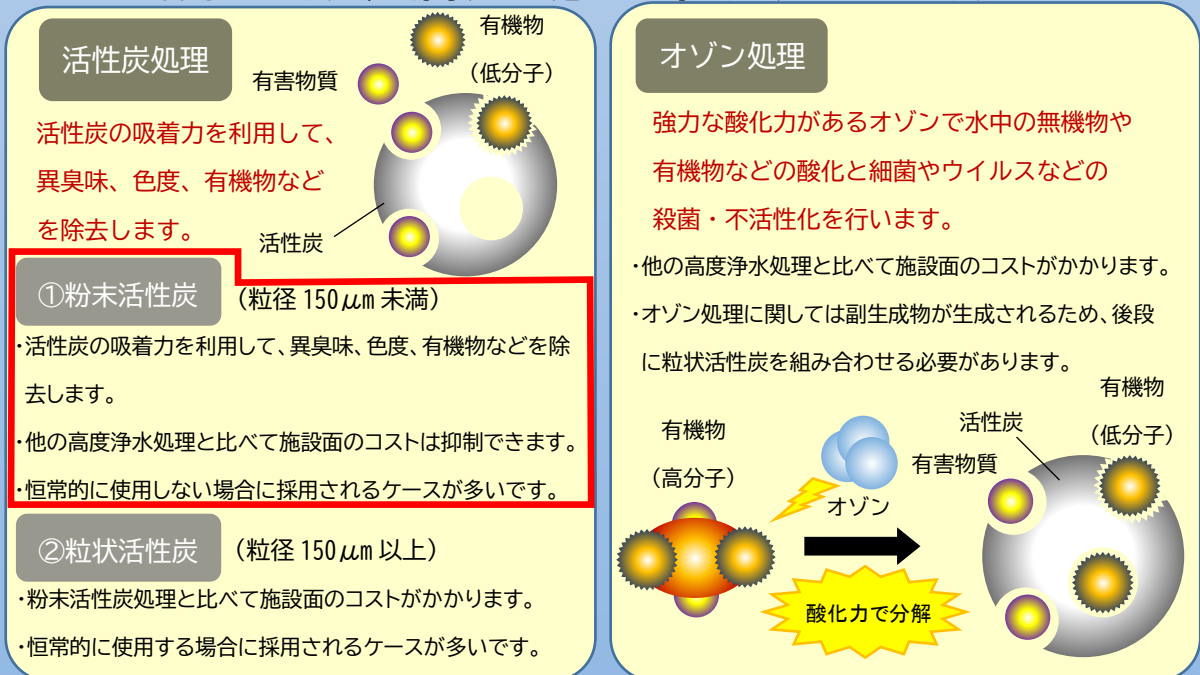 活性炭処理
有機物
(低分子)
有害物質
活性炭の吸着力を利用して、
異臭味、色度、有機物など
を除去します。
活性炭
①粉末活性炭 (粒径 150μm 未満)
・活性炭の吸着力を利用して、異臭味、色度、有機物などを除
去します。
・他の高度浄水処理と比べて施設面のコストは抑制できます。
・恒常的に使用しない場合に採用されるケースが多いです。
②粒状活性炭 (粒径 150μm 以上)
・粉末活性炭処理と比べて施設面のコストがかかります。
・恒常的に使用する場合に採用されるケースが多いです。
オゾン処理
強力な酸化力があるオゾンで水中の無機物や
有機物などの酸化と細菌やウイルスなどの
殺菌・不活性化を行います。
・他の高度浄水処理と比べて施設面のコストがかかります。
・オゾン処理に関しては副生成物が生成されるため、後段
に粒状活性炭を組み合わせる必要があります。
有機物
(高分子)
オゾン
酸化力で分解
活性炭
有害物質
有機物
(低分子)